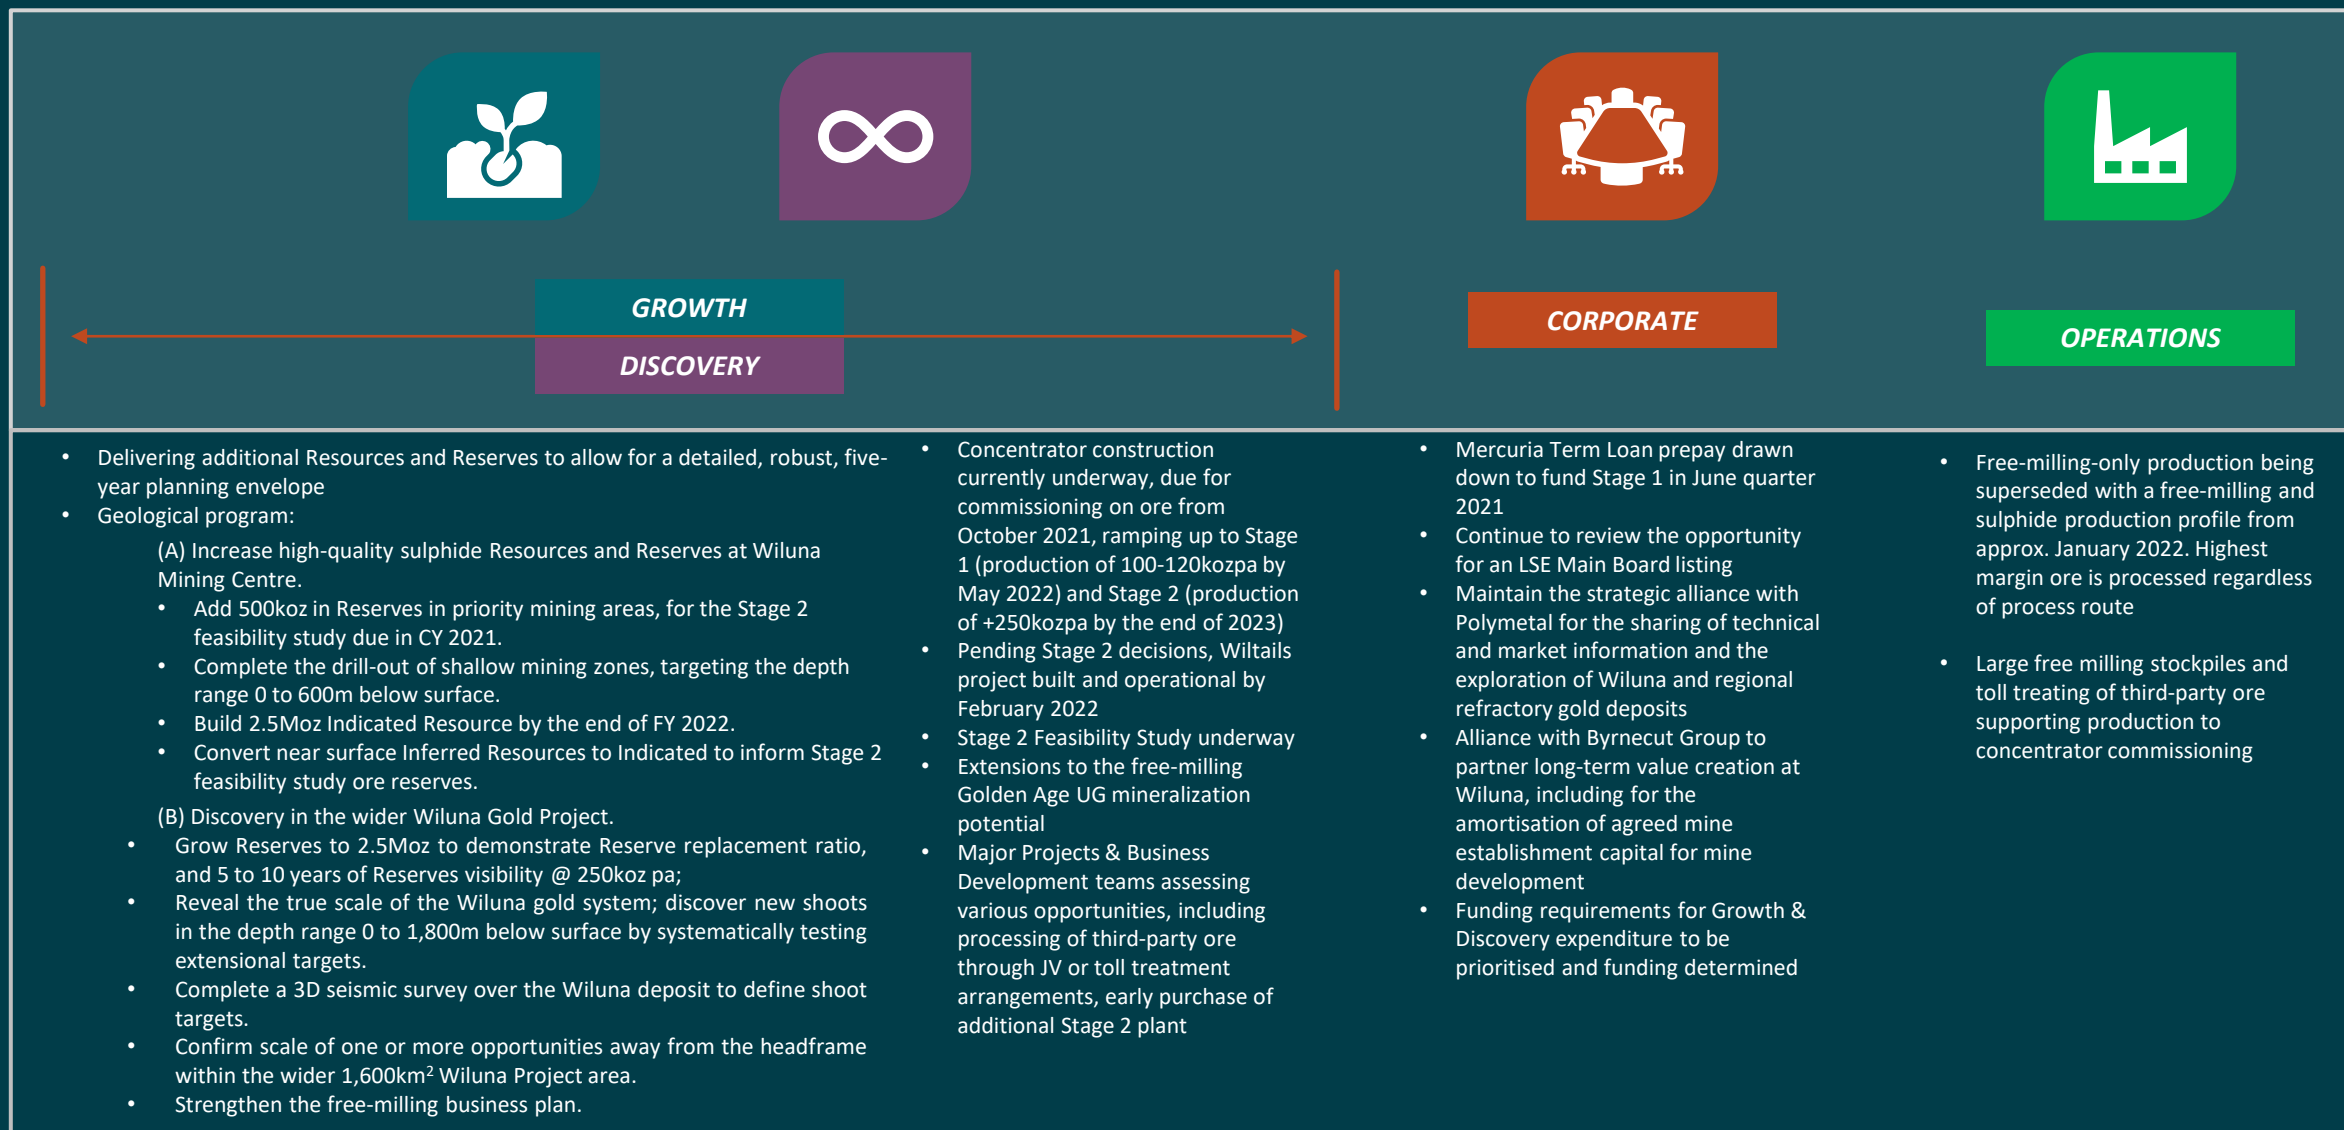 GROWTH
DISCOVERY
CORPORATE
OPERATIONS
• Delivering additional Resources and Reserves to allow for a detailed, robust, five-
year planning envelope
• Geological program:
(A) Increase high-quality sulphide Resources and Reserves at Wiluna
Mining Centre.
• Add 500koz in Reserves in priority mining areas, for the Stage 2
feasibility study due in CY 2021.
• Complete the drill-out of shallow mining zones, targeting the depth
range 0 to 600m below surface.
• Build 2.5Moz Indicated Resource by the end of FY 2022.
• Convert near surface Inferred Resources to Indicated to inform Stage 2
feasibility study ore reserves.
(B) Discovery in the wider Wiluna Gold Project.
• Grow Reserves to 2.5Moz to demonstrate Reserve replacement ratio,
and 5 to 10 years of Reserves visibility @ 250koz pa;
• Reveal the true scale of the Wiluna gold system; discover new shoots
in the depth range 0 to 1,800m below surface by systematically testing
extensional targets.
• Complete a 3D seismic survey over the Wiluna deposit to define shoot
targets.
• Confirm scale of one or more opportunities away from the headframe
within the wider 1,600km² Wiluna Project area.
• Strengthen the free-milling business plan.
• Concentrator construction
currently underway, due for
commissioning on ore from
October 2021, ramping up to Stage
1 (production of 100-120kozpa by
May 2022) and Stage 2 (production
of +250kozpa by the end of 2023)
• Pending Stage 2 decisions, Wiltails
project built and operational by
February 2022
• Stage 2 Feasibility Study underway
• Extensions to the free-milling
Golden Age UG mineralization
potential
• Major Projects & Business
Development teams assessing
various opportunities, including
processing of third-party ore
through JV or toll treatment
arrangements, early purchase of
additional Stage 2 plant
• Mercuria Term Loan prepay drawn
down to fund Stage 1 in June quarter
2021
• Continue to review the opportunity
for an LSE Main Board listing
• Maintain the strategic alliance with
Polymetal for the sharing of technical
and market information and the
exploration of Wiluna and regional
refractory gold deposits
• Alliance with Byrnecut Group to
partner long-term value creation at
Wiluna, including for the
amortisation of agreed mine
establishment capital for mine
development
• Funding requirements for Growth &
Discovery expenditure to be
prioritised and funding determined
• Free-milling-only production being
superseded with a free-milling and
sulphide production profile from
approx. January 2022. Highest
margin ore is processed regardless
of process route
• Large free milling stockpiles and
toll treating of third-party ore
supporting production to
concentrator commissioning